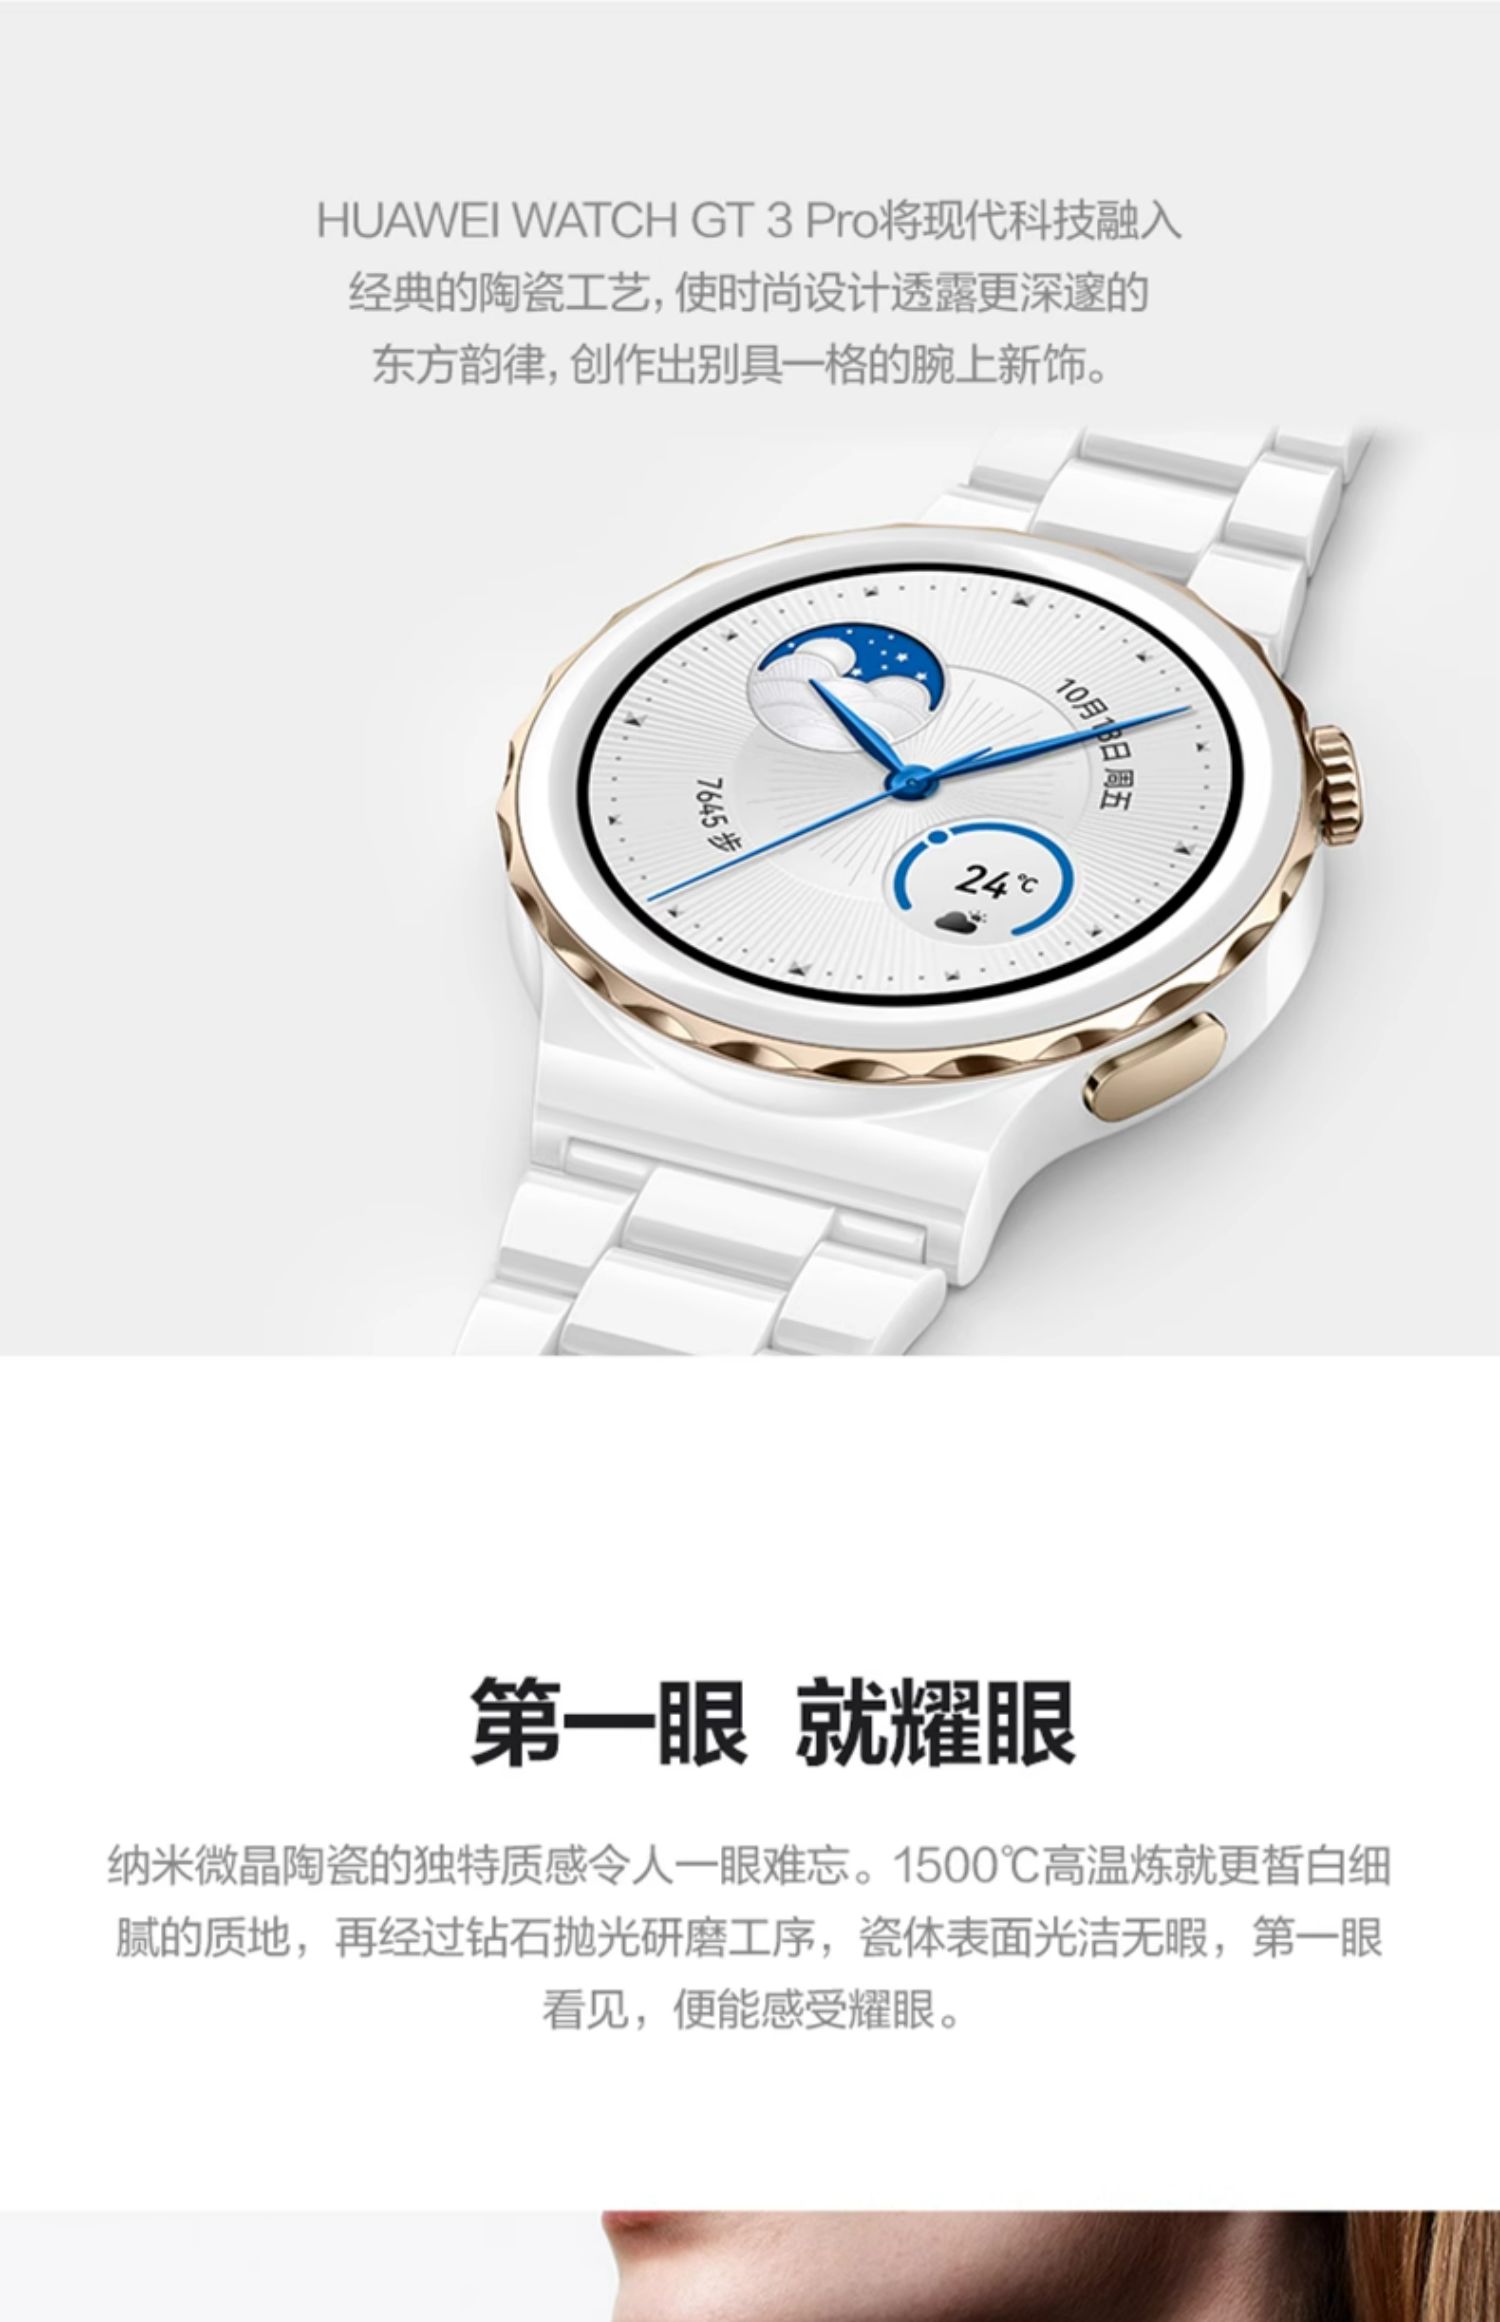 HUAWEI WATCH GT 3 Pro将现代科技融入
经典的陶瓷工艺,使时尚设计透露更深邃的
东方韵律,创作出别具一格的腕上新饰。
10月13日 周五
7645 步
24℃
第一眼 就耀眼
纳米微晶陶瓷的独特质感令人一眼难忘。1500℃高温炼就更皙白细
腻的质地，再经过钻石抛光研磨工序，瓷体表面光洁无暇，第一眼
看见，便能感受耀眼。